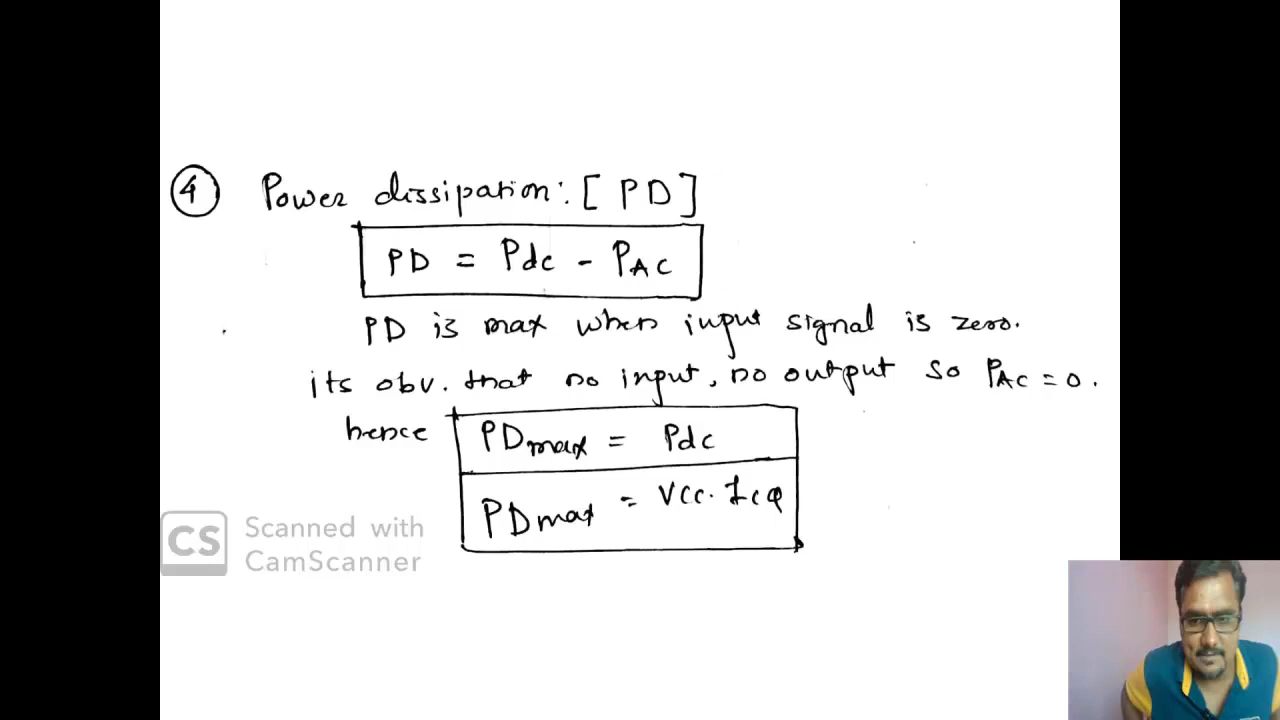 4 Power dissipation: [PD]
PD = Pdc - PAC
PD is max when input signal is zero.
its obv. that no input, no output so PAC = 0.
hence PDmax = Pdc
PDmax = VCC. ICQ
CS Scanned with
CamScanner